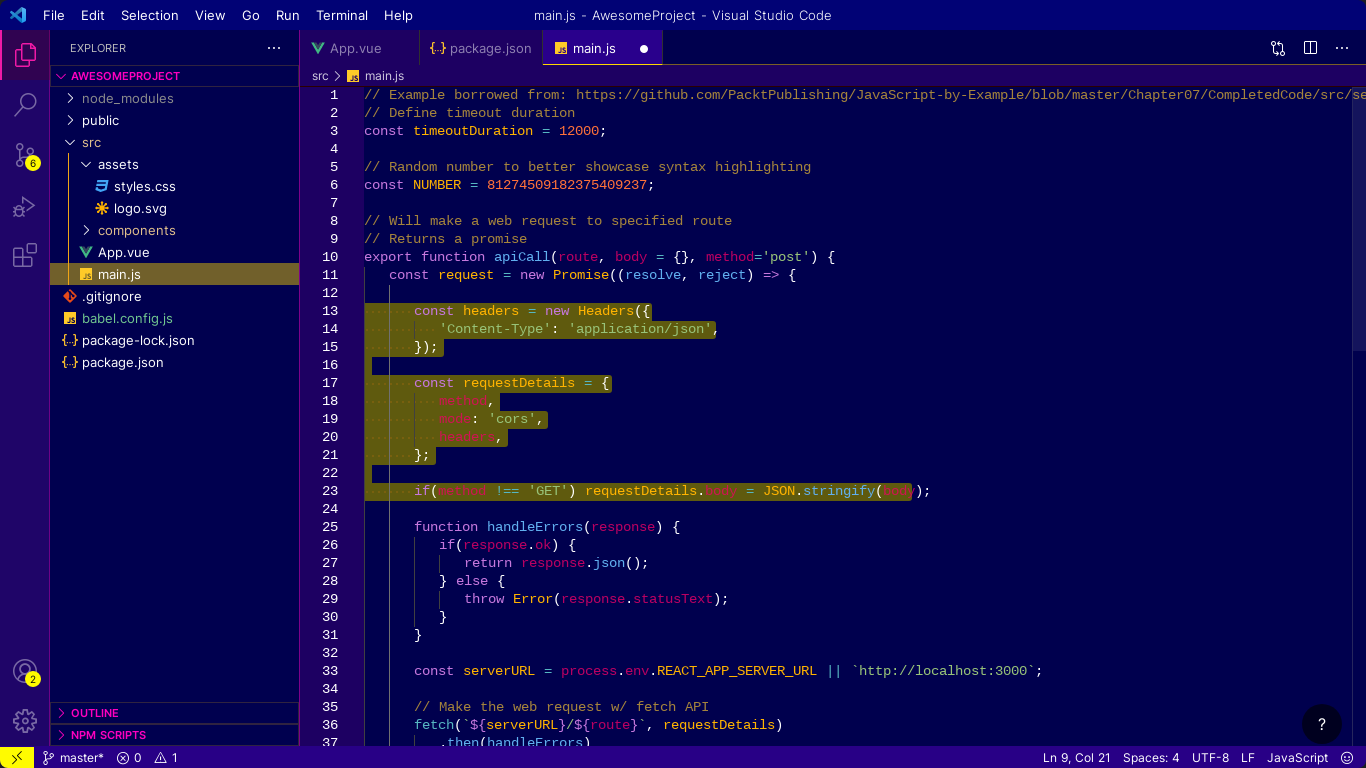 File Edit Selection View Go Run Terminal Help
main.js - AwesomeProject - Visual Studio Code
EXPLORER
AWESOMEPROJECT
node_modules
public
src
assets
styles.css
logo.svg
components
App.vue
main.js
.gitignore
babel.config.js
package-lock.json
package.json
OUTLINE
NPM SCRIPTS
6
2
App.vue
package.json
main.js
src > main.js
1 // Example borrowed from: https://github.com/PacktPublishing/JavaScript-by-Example/blob/master/Chapter07/CompletedCode/src/se
2 // Define timeout duration
3 const timeoutDuration = 12000;
4
5 // Random number to better showcase syntax highlighting
6 const NUMBER = 81274509182375409237;
7
8 // Will make a web request to specified route
9 // Returns a promise
10 export function apiCall(route, body = {}, method='post') {
11 const request = new Promise((resolve, reject) => {
12
13 const headers = new Headers({
14 'Content-Type': 'application/json',
15 });
16
17 const requestDetails = {
18 method,
19 mode: 'cors',
20 headers,
21 };
22
23 if(method !== 'GET') requestDetails.body = JSON.stringify(body);
24
25 function handleErrors(response) {
26 if(response.ok) {
27 return response.json();
28 } else {
29 throw Error(response.statusText);
30 }
31 }
32
33 const serverURL = process.env.REACT_APP_SERVER_URL || `http://localhost:3000`;
34
35 // Make the web request w/ fetch API
36 fetch(`${serverURL}/${route}`, requestDetails)
37 .then(handleErrors)
?
master* 0 1
Ln 9, Col 21 Spaces: 4 UTF-8 LF JavaScript